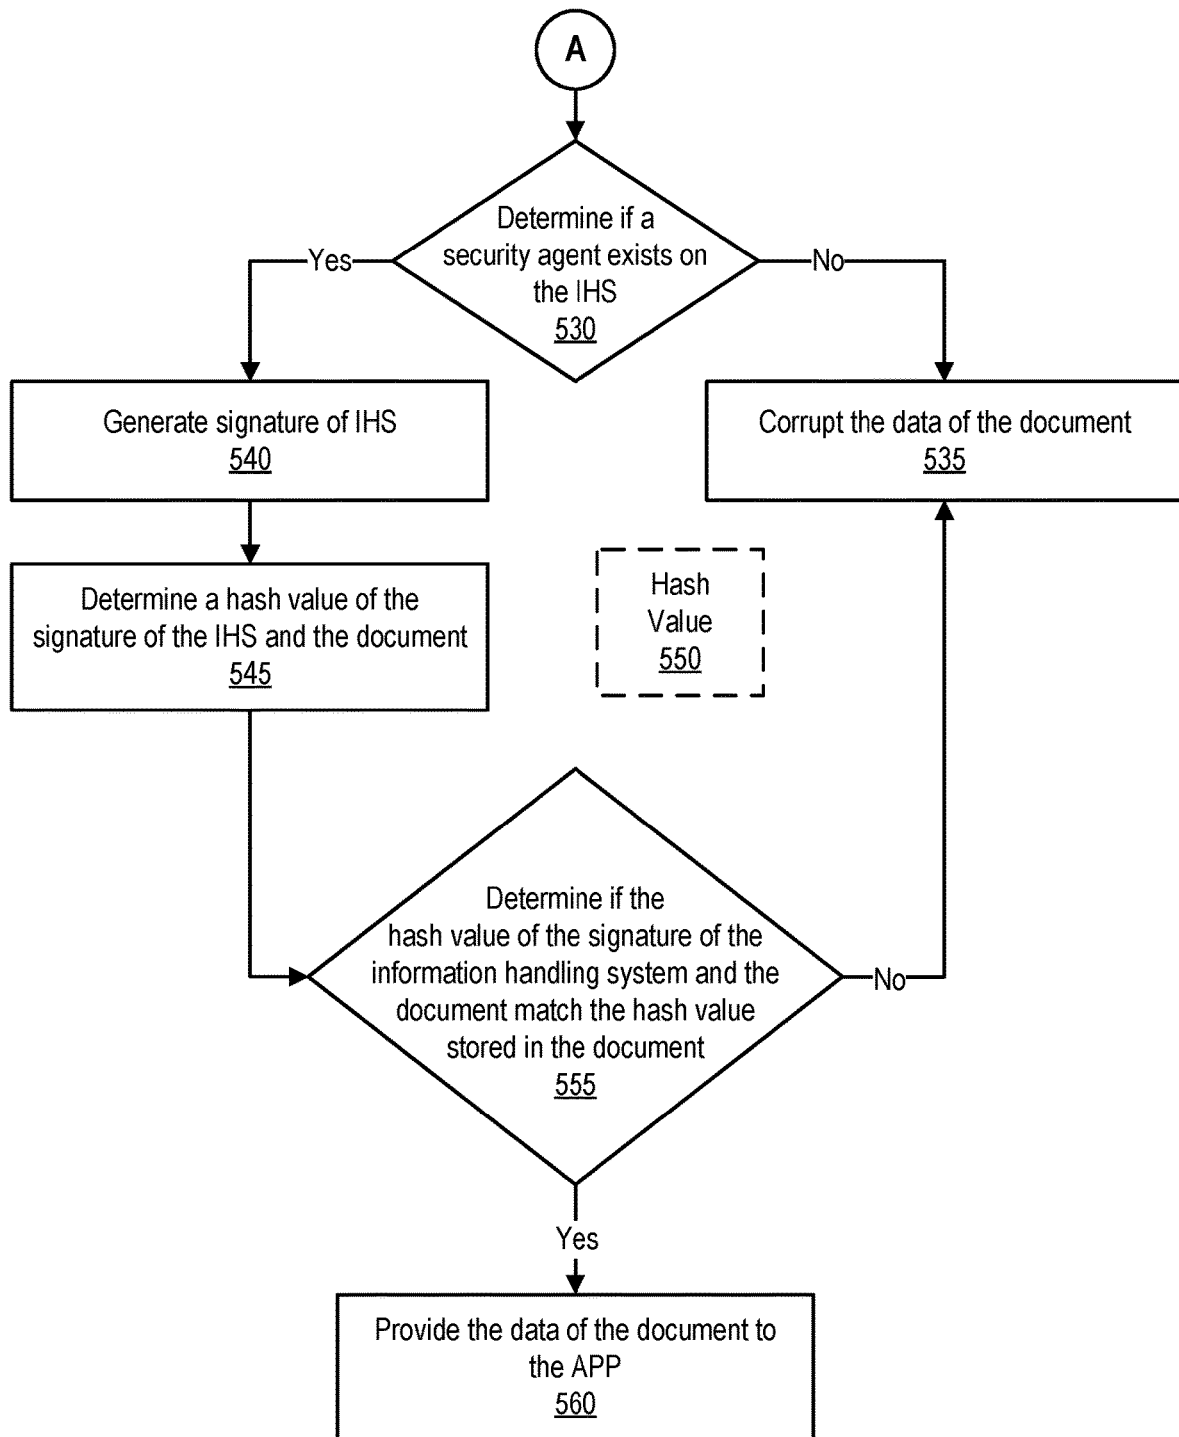 A
Determine if a
security agent exists on
the IHS
530
Yes
No
Generate signature of IHS
540
Corrupt the data of the document
535
Determine a hash value of the
signature of the IHS and the document
545
Hash
Value
550
Determine if the
hash value of the signature of the
information handling system and the
document match the hash value
stored in the document
555
No
Yes
Provide the data of the document to
the APP
560